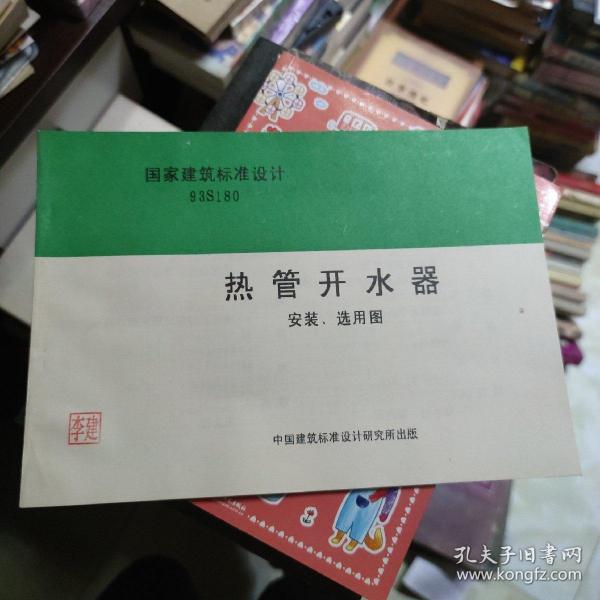 国家建筑标准设计
93S180
热管开水器
安装、选用图
李建
中国建筑标准设计研究所出版
孔夫子旧书网
www.kongfz.com